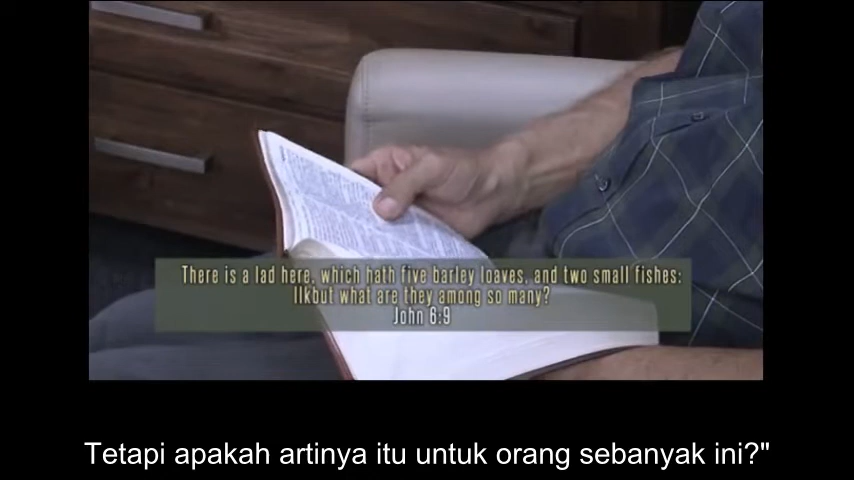 There is a lad here, which hath five barley loaves, and two small fishes:
Ilkbut what are they among so many?
John 6:9
Tetapi apakah artinya itu untuk orang sebanyak ini?"